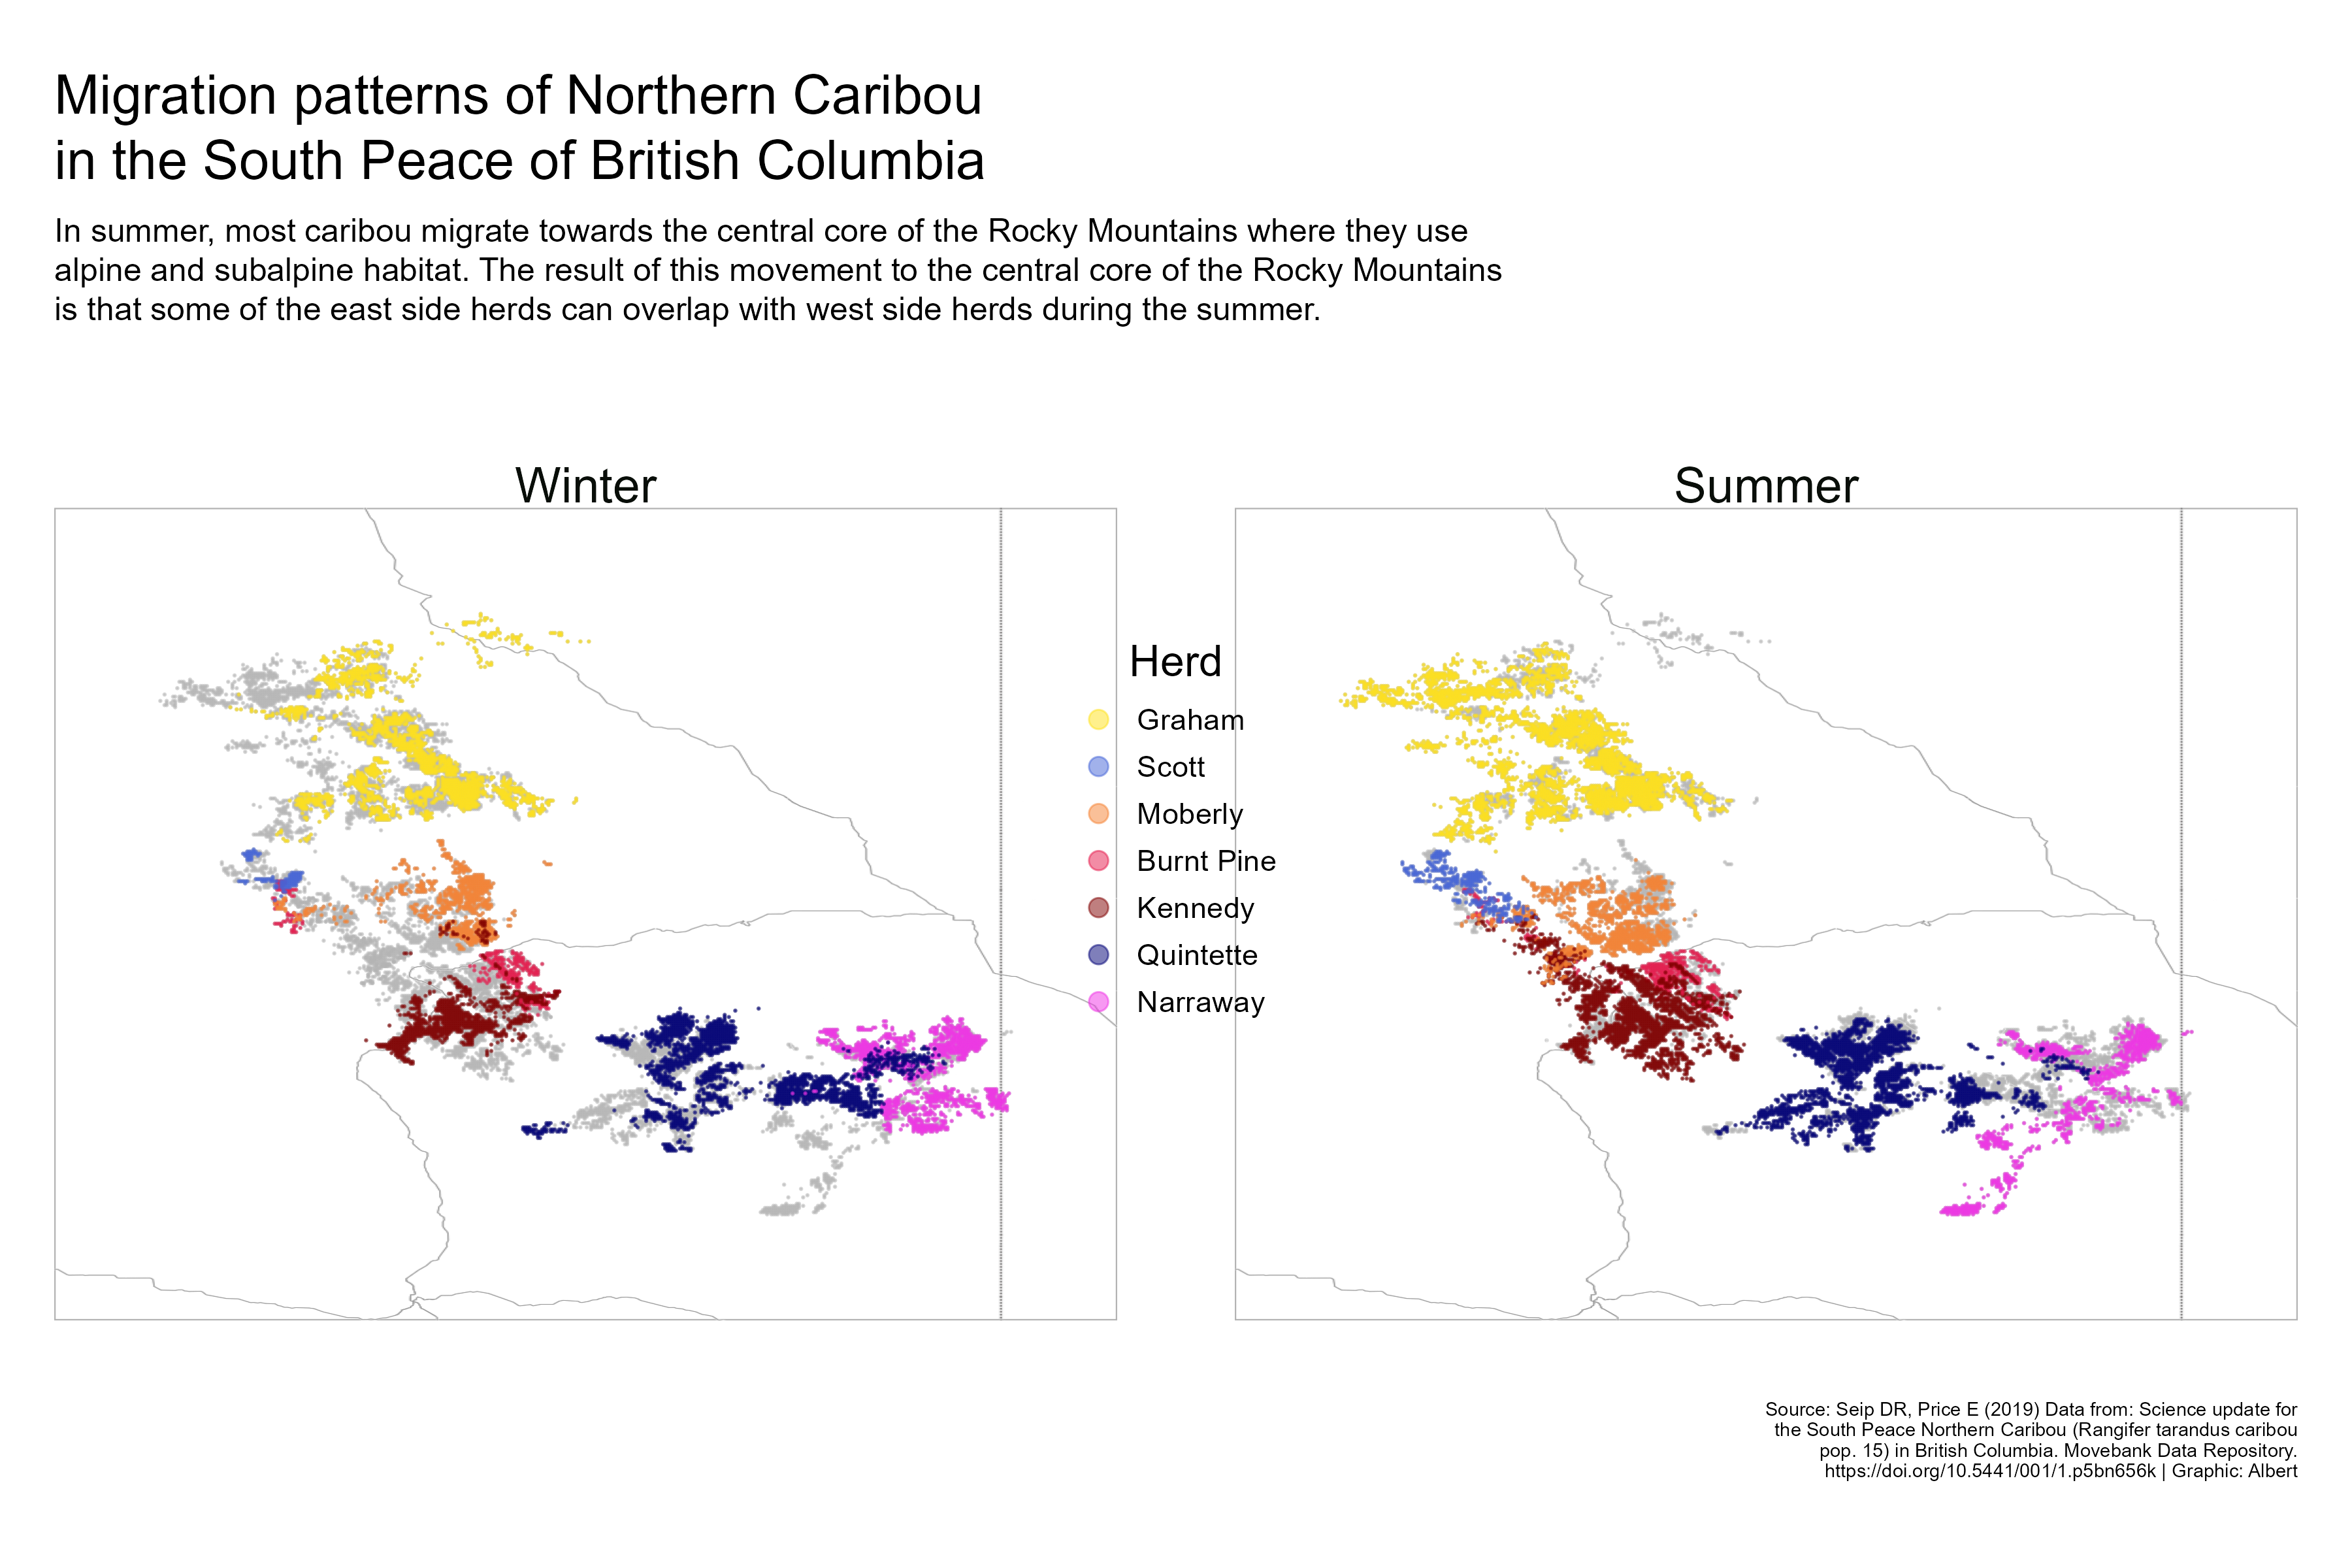 Migration patterns of Northern Caribou
in the South Peace of British Columbia
In summer, most caribou migrate towards the central core of the Rocky Mountains where they use
alpine and subalpine habitat. The result of this movement to the central core of the Rocky Mountains
is that some of the east side herds can overlap with west side herds during the summer.
Winter
Summer
Herd
Graham
Scott
Moberly
Burnt Pine
Kennedy
Quintette
Narraway
Source: Seip DR, Price E (2019) Data from: Science update for
the South Peace Northern Caribou (Rangifer tarandus caribou
pop. 15) in British Columbia. Movebank Data Repository.
https://doi.org/10.5441/001/1.p5bn656k | Graphic: Albert